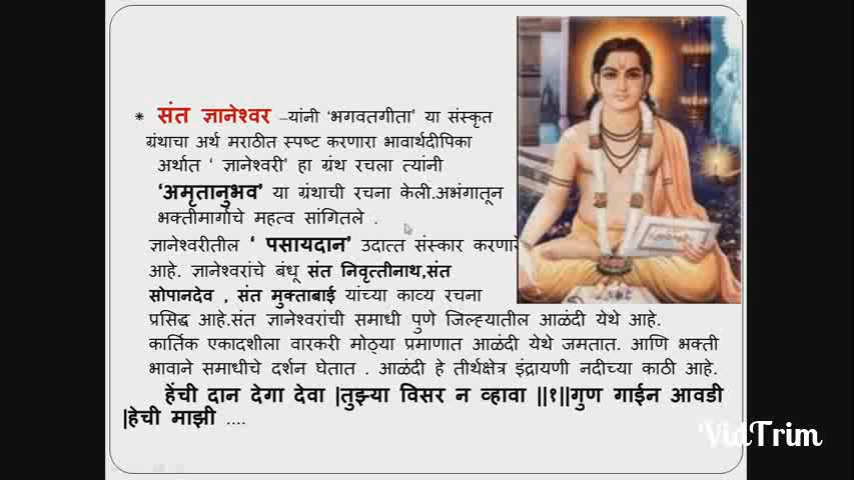 * संत ज्ञानेश्वर –यांनी 'भगवतगीता' या संस्कृत
ग्रंथाचा अर्थ मराठीत स्पष्ट करणारा भावार्थदीपिका
अर्थात ' ज्ञानेश्वरी' हा ग्रंथ रचला त्यांनी
'अमृतानुभव' या ग्रंथाची रचना केली.अभंगातून
भक्तीमार्गाचे महत्व सांगितले .
ज्ञानेश्वरीतील ' पसायदान' उदात्त संस्कार करणारे
आहे. ज्ञानेश्वरांचे बंधू संत निवृत्तीनाथ,संत
सोपानदेव , संत मुक्ताबाई यांच्या काव्य रचना
प्रसिद्ध आहे.संत ज्ञानेश्वरांची समाधी पुणे जिल्ह्यातील आळंदी येथे आहे.
कार्तिक एकादशीला वारकरी मोठ्या प्रमाणात आळंदी येथे जमतात. आणि भक्ती
भावाने समाधीचे दर्शन घेतात . आळंदी हे तीर्थक्षेत्र इंद्रायणी नदीच्या काठी आहे.
हेंची दान देगा देवा |तुझ्या विसर न व्हावा ||१||गुण गाईन आवडी
|हेची माझी ....
VidTrim